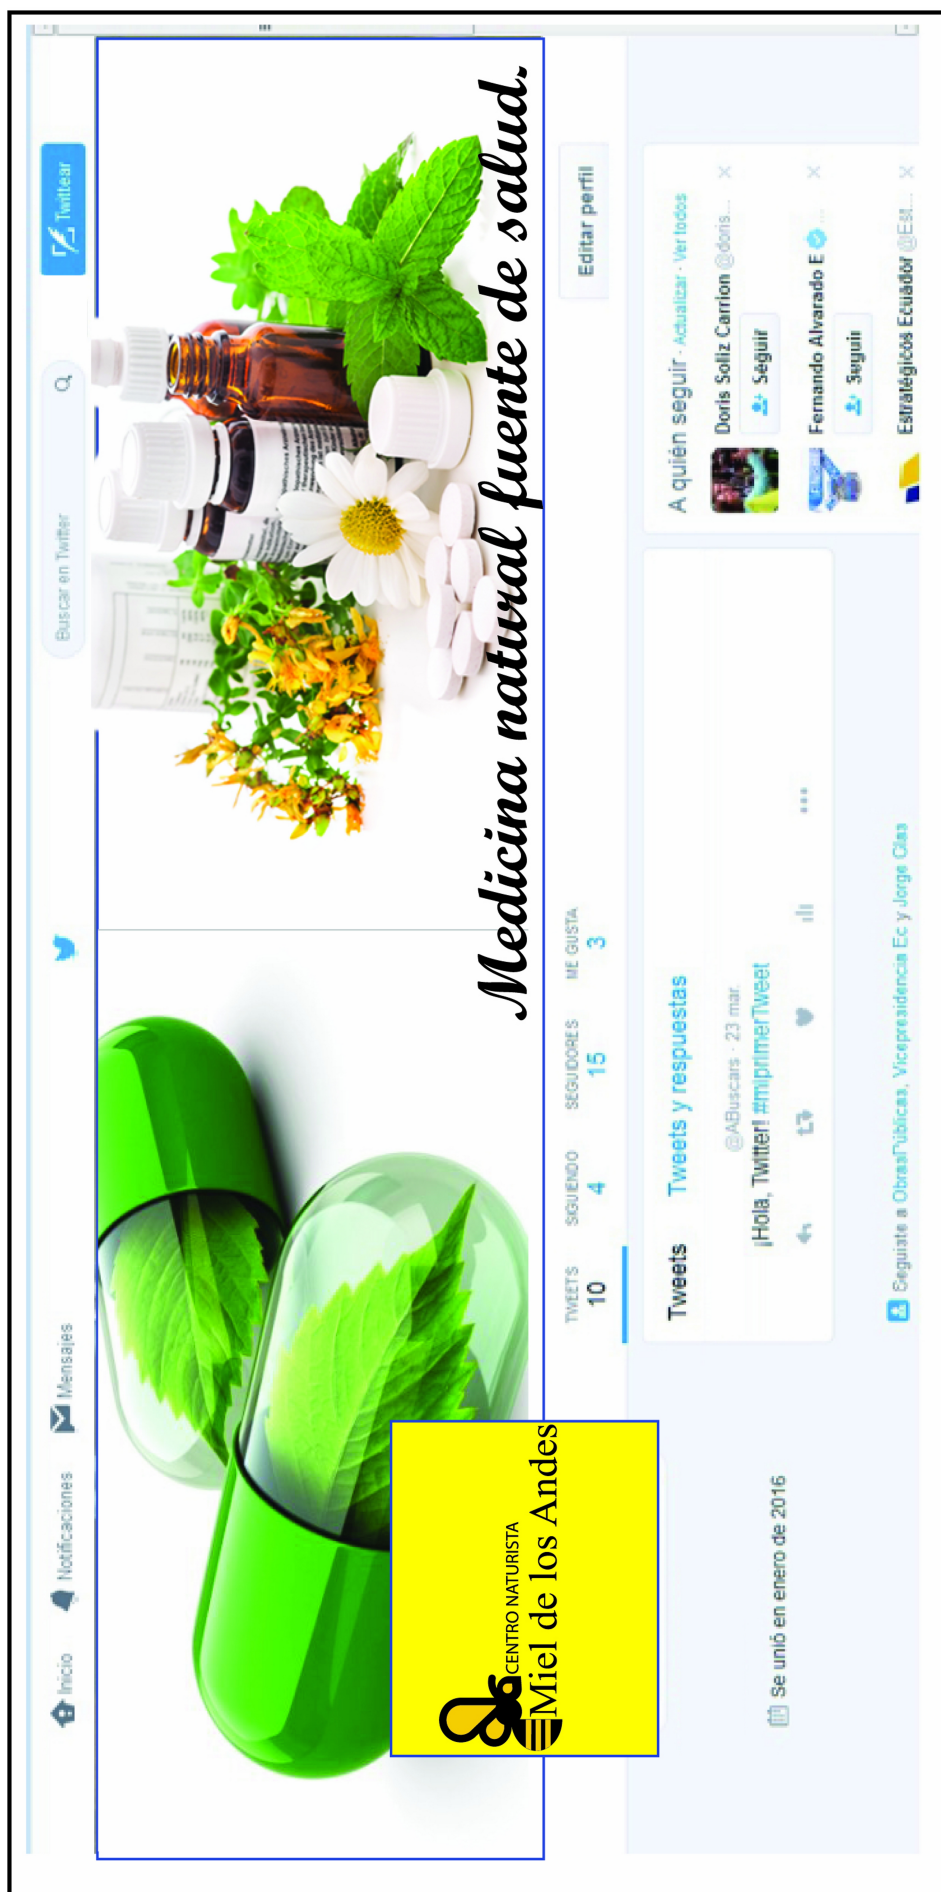 Inicio
Notificaciones
Mensajes
Buscar en Twitter
Twittear
Medicina natural fuente de salud.
CENTRO NATURISTA
Miel de los Andes
TWEETS SIGUIENDO SEGUIDORES ME GUSTA
10 4 15 3
Editar perfil
Se unió en enero de 2016
Tweets Tweets y respuestas
@ABuscars · 23 mar.
¡Hola, Twitter! #miprimerTweet
Seguiste a ObrasPúblicas, Vicepresidencia Ec y Jorge Glas
A quién seguir · Actualizar · Ver todos
Doris Soliz Carrion @doris...
Seguir
Fernando Alvarado E ...
Seguir
Estratégicos Ecuador @Est...